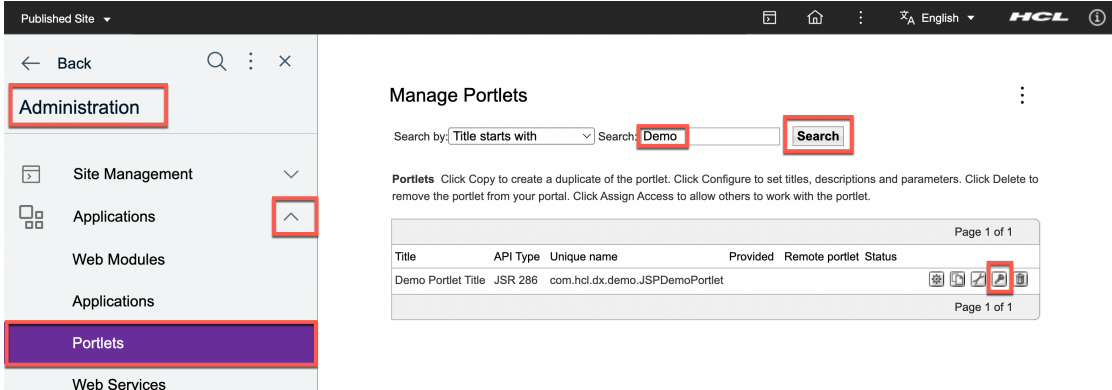 Published Site
English
HCL
Back
Administration
Site Management
Applications
Web Modules
Applications
Portlets
Web Services
Manage Portlets
Search by: Title starts with Search: Demo Search
Portlets Click Copy to create a duplicate of the portlet. Click Configure to set titles, descriptions and parameters. Click Delete to
remove the portlet from your portal. Click Assign Access to allow others to work with the portlet.
Page 1 of 1
Title API Type Unique name Provided Remote portlet Status
Demo Portlet Title JSR 286 com.hcl.dx.demo.JSPDemoPortlet
Page 1 of 1